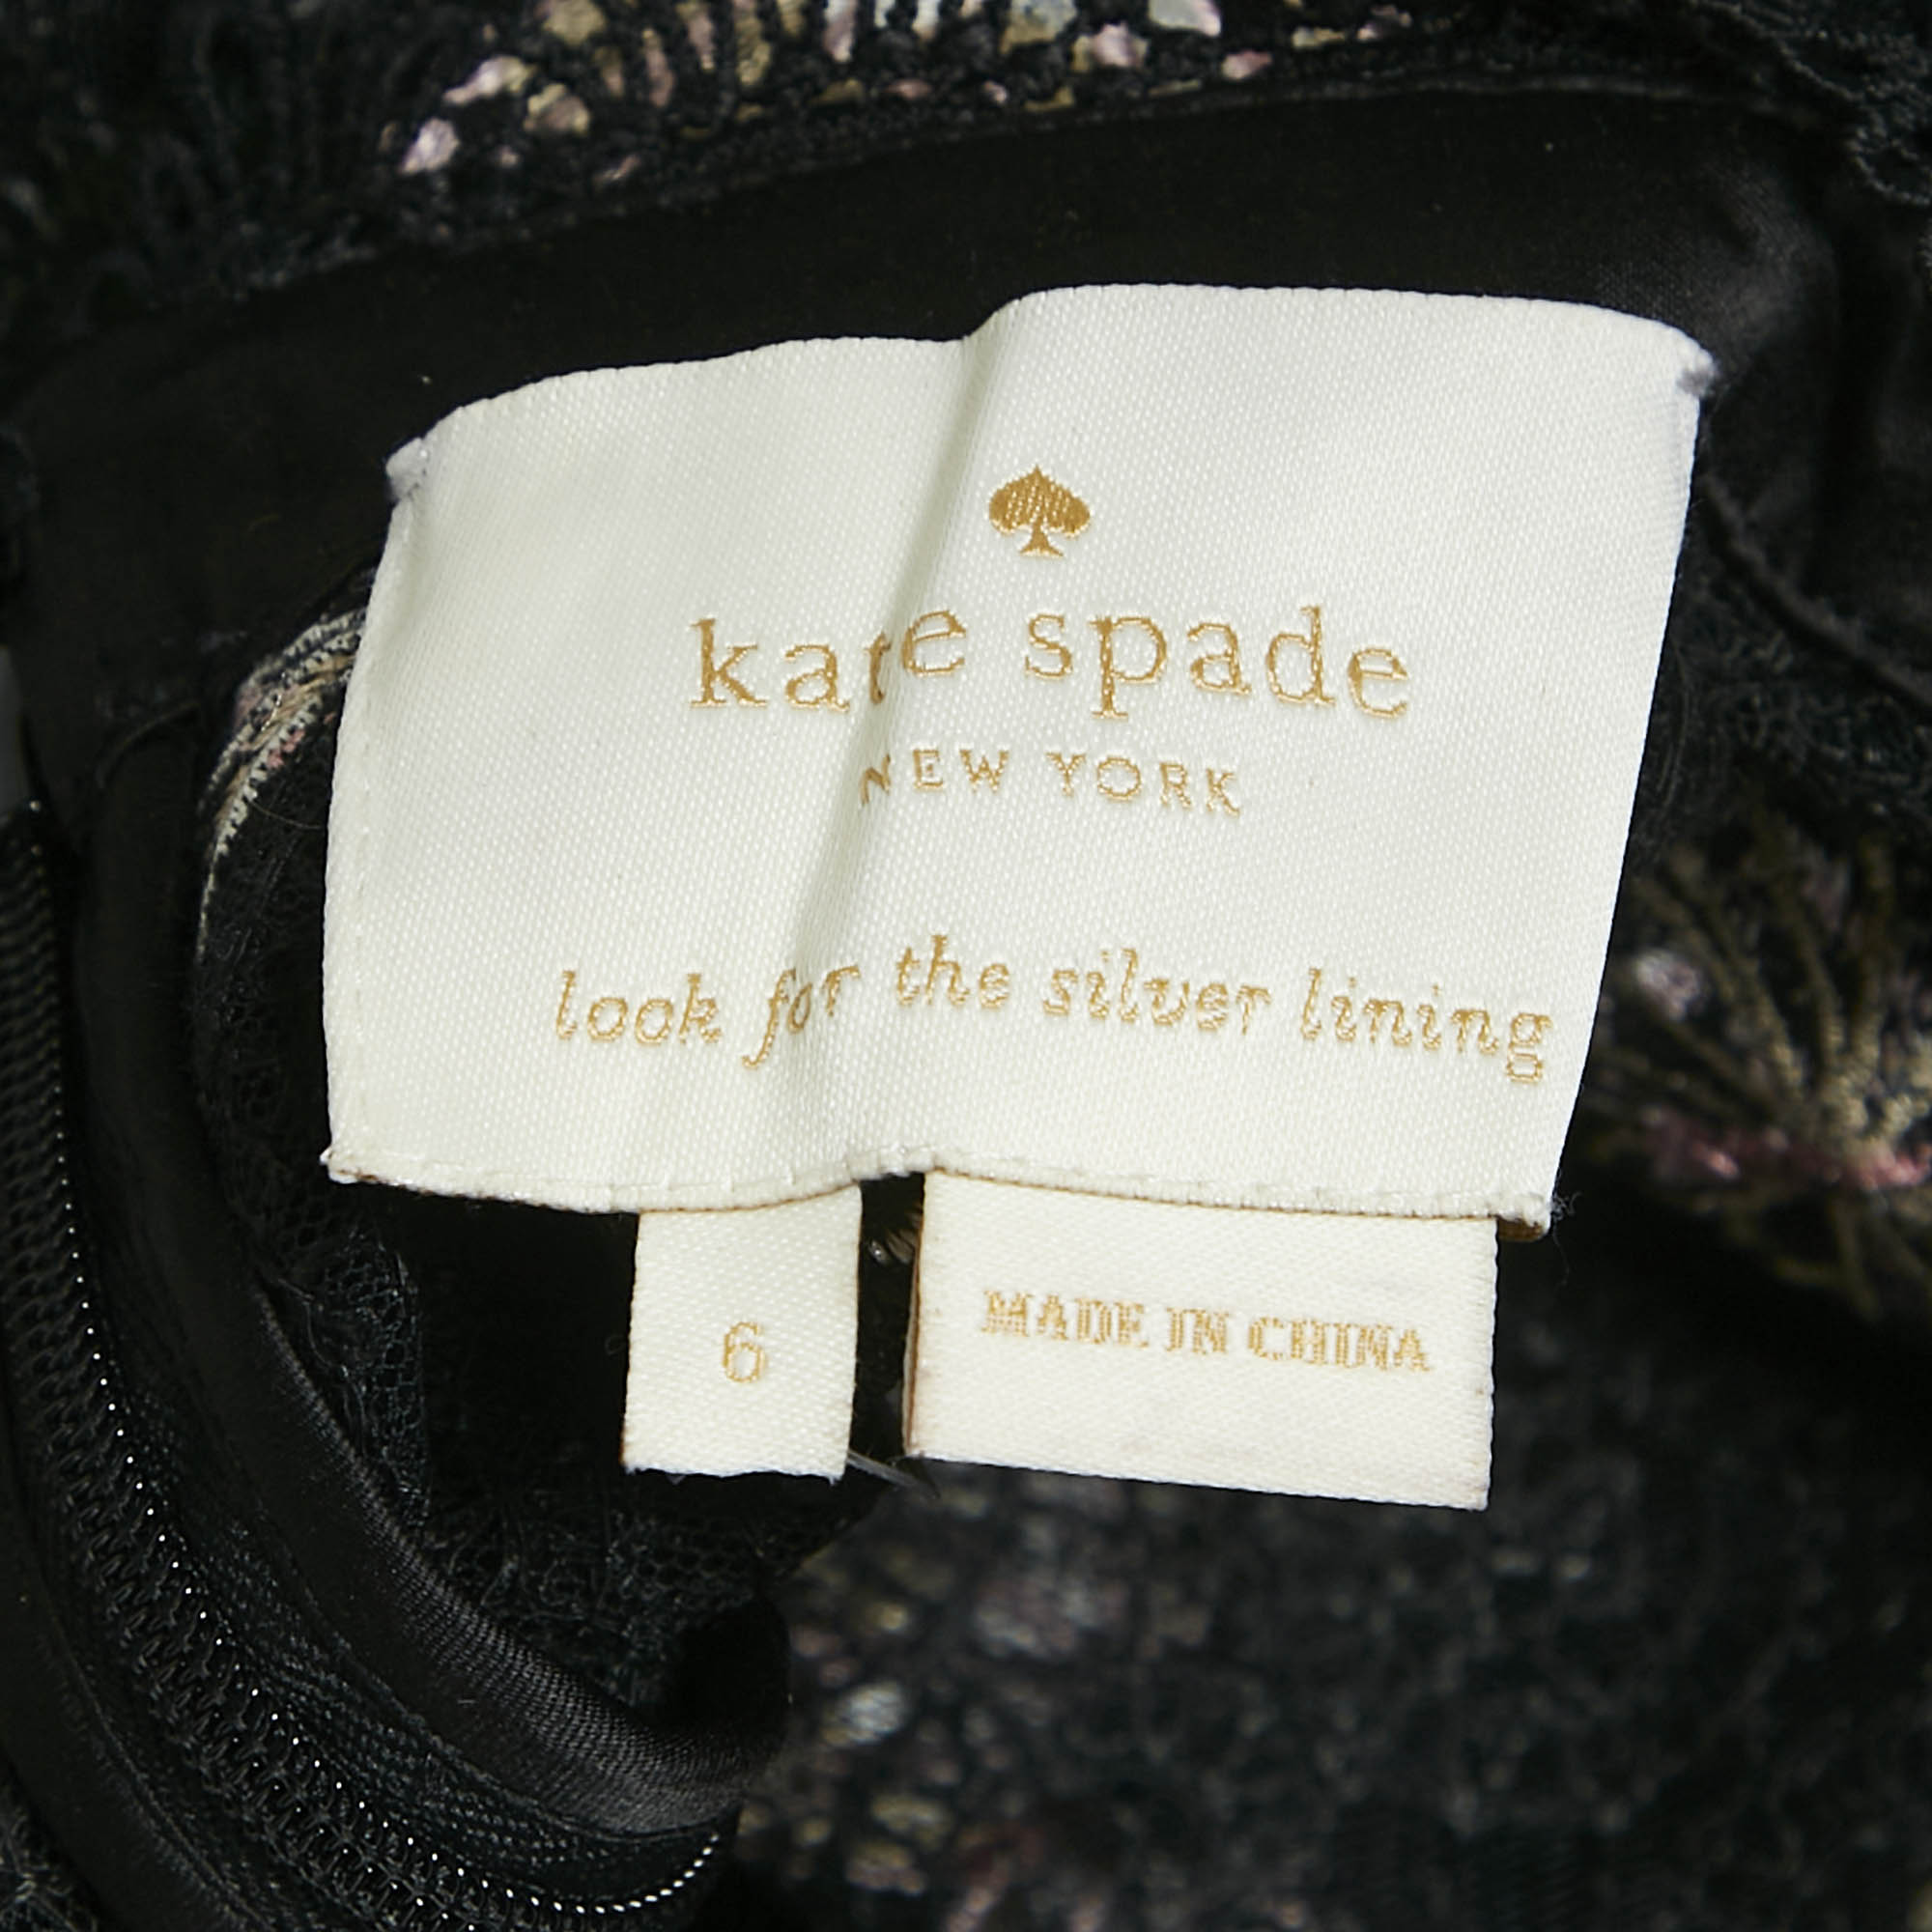 kate spade
NEW YORK
look for the silver lining
6
MADE IN CHINA